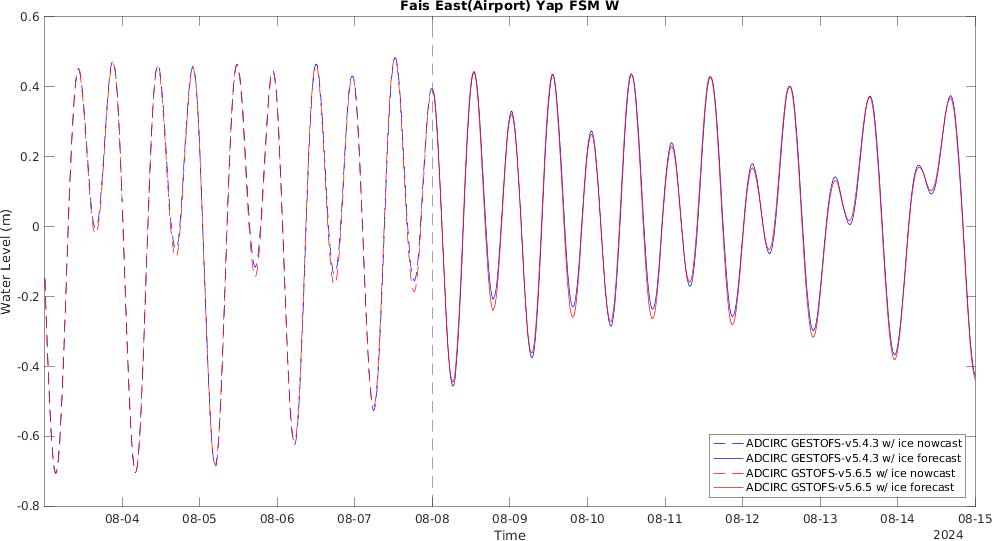 Fais East(Airport) Yap FSM W
0.6
0.4
0.2
0
-0.2
-0.4
-0.6
-0.8
Water Level (m)
08-04 08-05 08-06 08-07 08-08 08-09 08-10 08-11 08-12 08-13 08-14 08-15
Time
2024
ADCIRC GESTOFS-v5.4.3 w/ ice nowcast
ADCIRC GESTOFS-v5.4.3 w/ ice forecast
ADCIRC GSTOFS-v5.6.5 w/ ice nowcast
ADCIRC GSTOFS-v5.6.5 w/ ice forecast